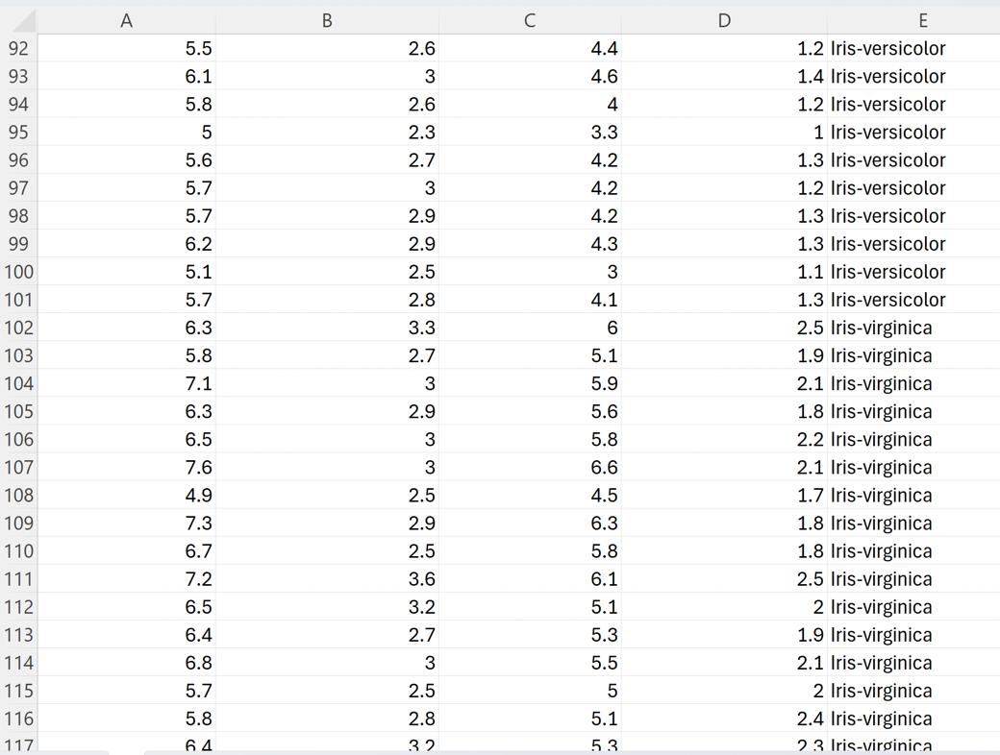 A B C D E
92 5.5 2.6 4.4 1.2 Iris-versicolor
93 6.1 3 4.6 1.4 Iris-versicolor
94 5.8 2.6 4 1.2 Iris-versicolor
95 5 2.3 3.3 1 Iris-versicolor
96 5.6 2.7 4.2 1.3 Iris-versicolor
97 5.7 3 4.2 1.2 Iris-versicolor
98 5.7 2.9 4.2 1.3 Iris-versicolor
99 6.2 2.9 4.3 1.3 Iris-versicolor
100 5.1 2.5 3 1.1 Iris-versicolor
101 5.7 2.8 4.1 1.3 Iris-versicolor
102 6.3 3.3 6 2.5 Iris-virginica
103 5.8 2.7 5.1 1.9 Iris-virginica
104 7.1 3 5.9 2.1 Iris-virginica
105 6.3 2.9 5.6 1.8 Iris-virginica
106 6.5 3 5.8 2.2 Iris-virginica
107 7.6 3 6.6 2.1 Iris-virginica
108 4.9 2.5 4.5 1.7 Iris-virginica
109 7.3 2.9 6.3 1.8 Iris-virginica
110 6.7 2.5 5.8 1.8 Iris-virginica
111 7.2 3.6 6.1 2.5 Iris-virginica
112 6.5 3.2 5.1 2 Iris-virginica
113 6.4 2.7 5.3 1.9 Iris-virginica
114 6.8 3 5.5 2.1 Iris-virginica
115 5.7 2.5 5 2 Iris-virginica
116 5.8 2.8 5.1 2.4 Iris-virginica
117 6.4 3.2 5.3 2.3 Iris-virginica